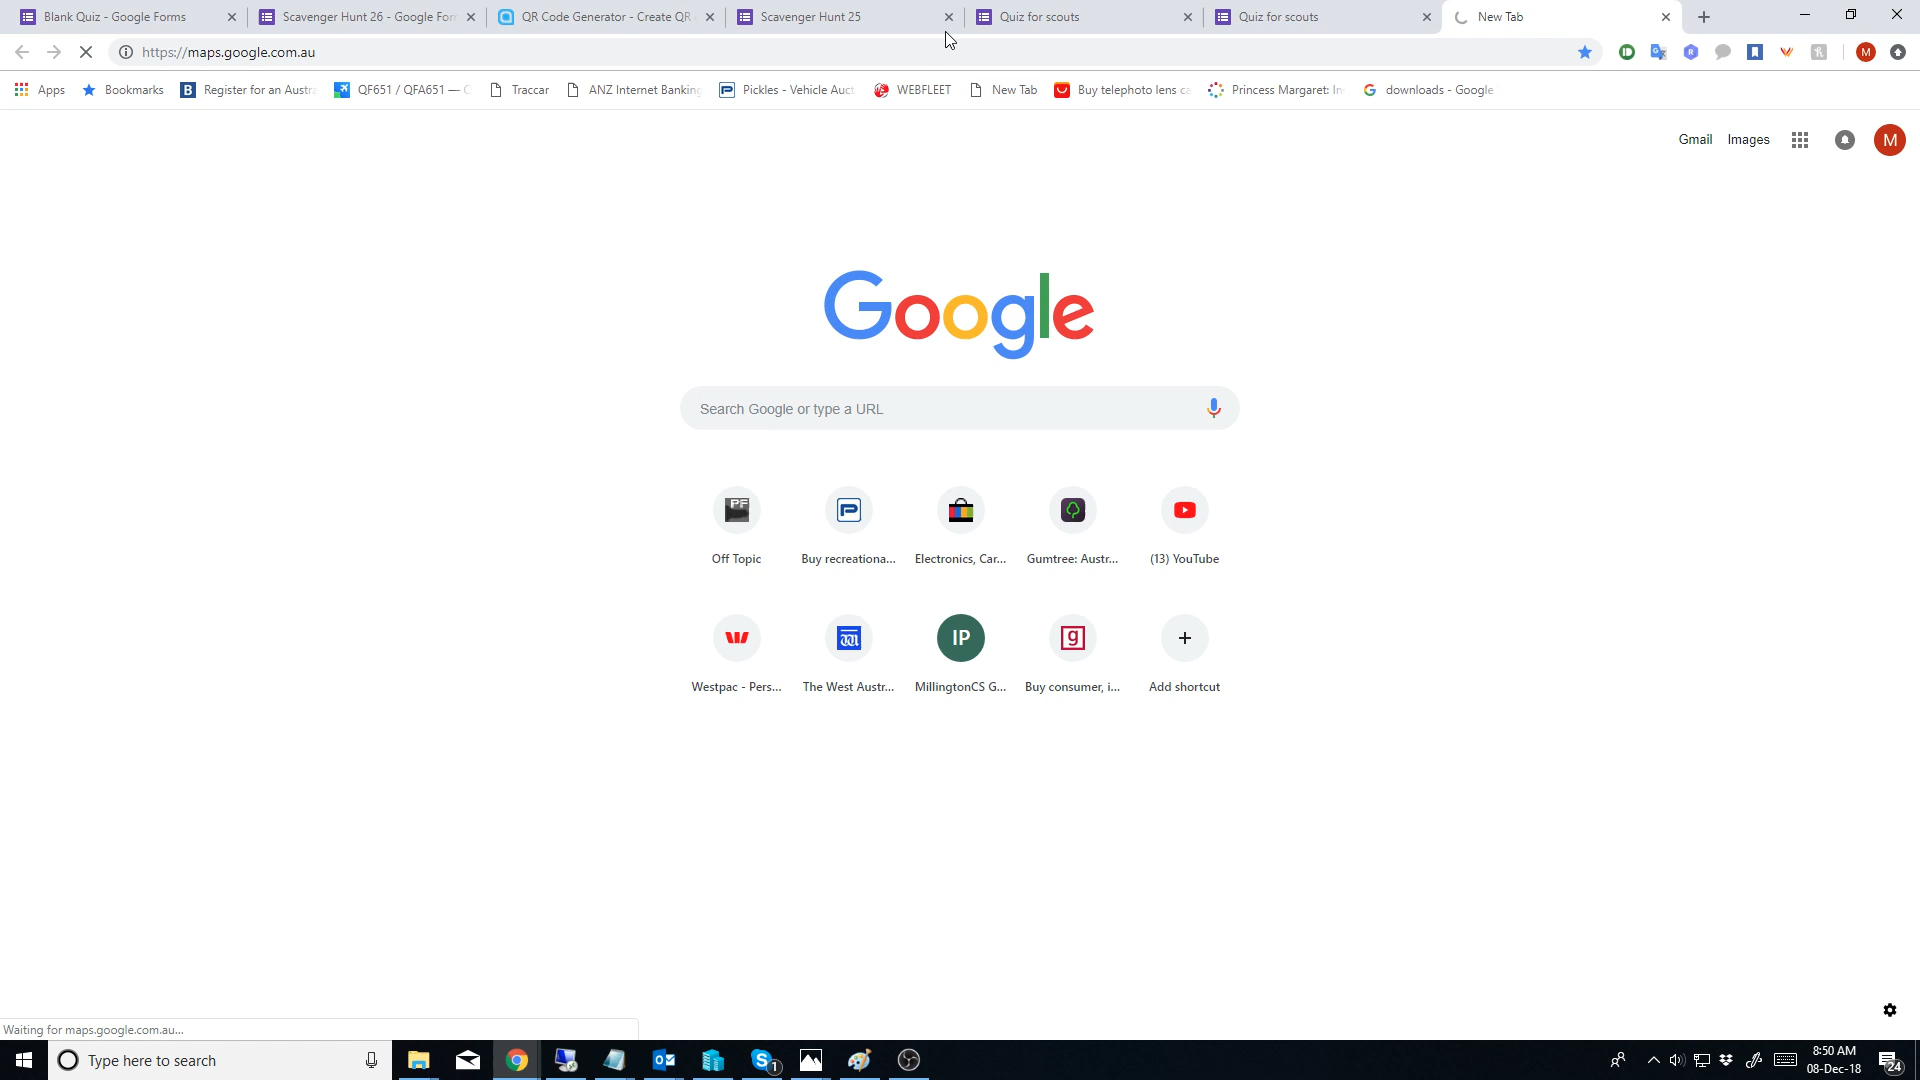 Blank Quiz - Google Forms
Scavenger Hunt 26 - Google For
QR Code Generator - Create QR
Scavenger Hunt 25
Quiz for scouts
Quiz for scouts
New Tab
https://maps.google.com.au
M
Apps
Bookmarks
Register for an Austra
QF651 / QFA651 —
Traccar
ANZ Internet Banking
Pickles - Vehicle Auct
WEBFLEET
New Tab
Buy telephoto lens ca
Princess Margaret: In
downloads - Google
Gmail
Images
M
Google
Search Google or type a URL
Off Topic
Buy recreationa...
Electronics, Car...
Gumtree: Austr...
(13) YouTube
IP
Westpac - Pers...
The West Austr...
MillingtonCS G...
Buy consumer, i...
Add shortcut
Waiting for maps.google.com.au...
Type here to search
1
8:50 AM
08-Dec-18
24